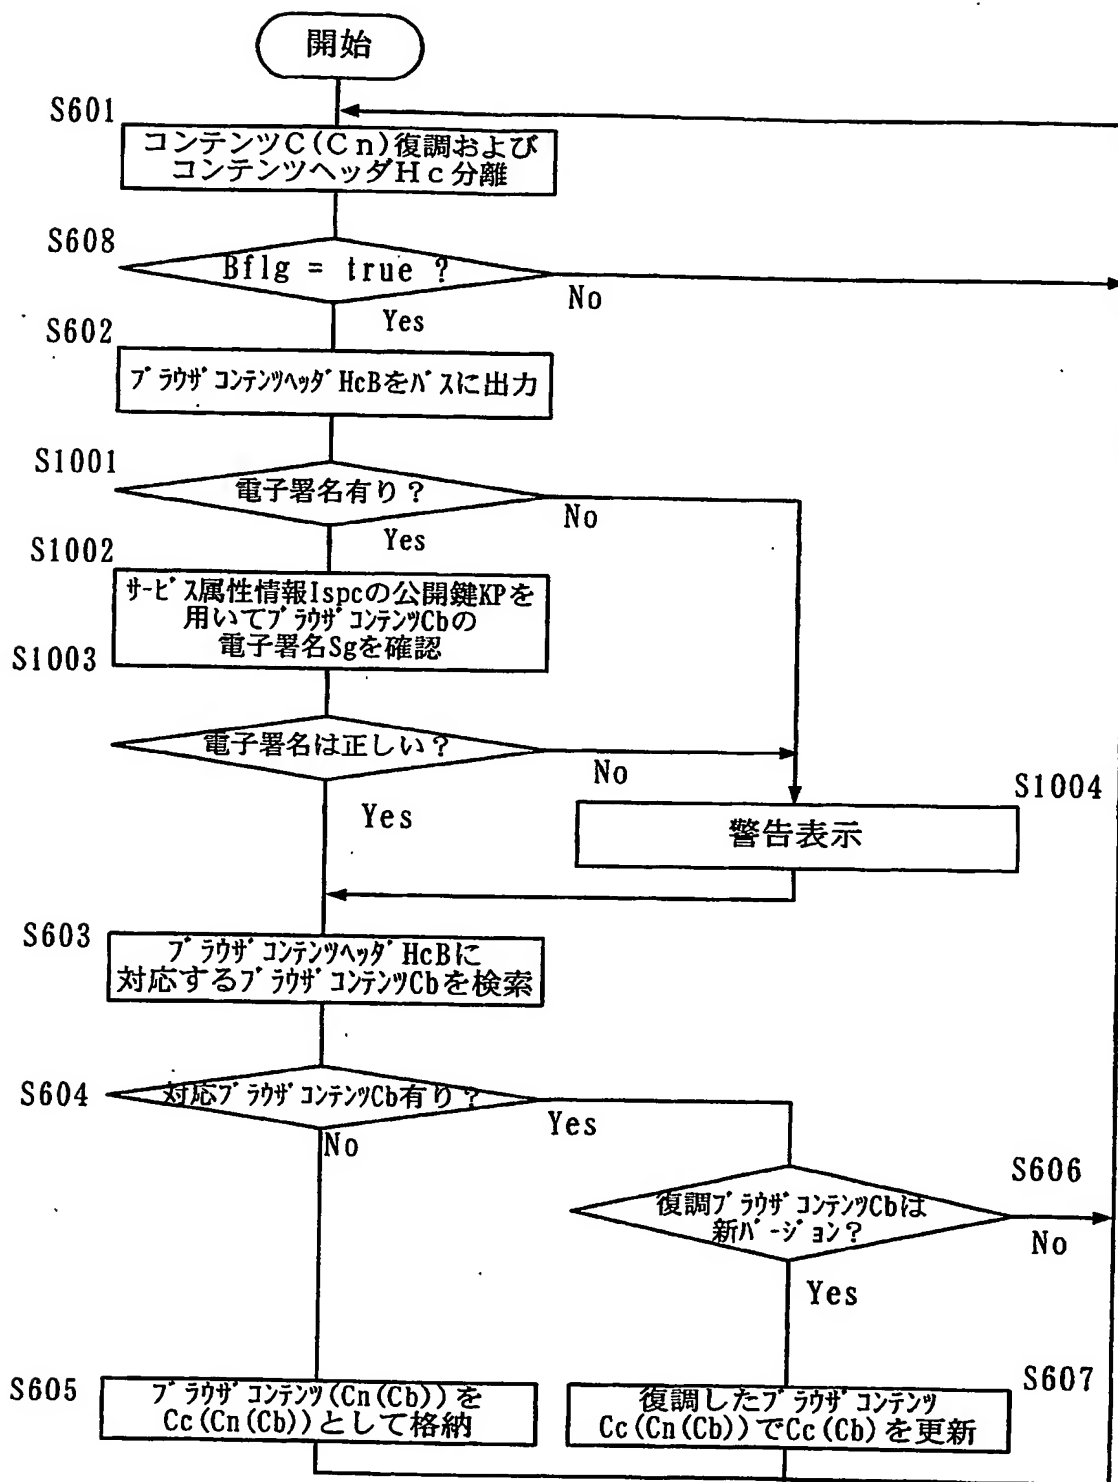 開始
S601
コンテンツC(Cn)復調および
コンテンツヘッダHc分離
S608
Bflg = true ?
No
Yes
S602
ﾌﾞﾗｳｻﾞｺﾝﾃﾝﾂﾍｯﾀﾞHcBをﾊﾞｽに出力
S1001
電子署名有り？
No
Yes
S1002
ｻｰﾋﾞｽ属性情報Ispcの公開鍵KPを
用いてﾌﾞﾗｳｻﾞｺﾝﾃﾝﾂCbの
電子署名Sgを確認
S1003
電子署名は正しい？
No
Yes
S1004
警告表示
S603
ﾌﾞﾗｳｻﾞｺﾝﾃﾝﾂﾍｯﾀﾞHcBに
対応するﾌﾞﾗｳｻﾞｺﾝﾃﾝﾂCbを検索
S604
対応ﾌﾞﾗｳｻﾞｺﾝﾃﾝﾂCb有り？
Yes
No
S606
復調ﾌﾞﾗｳｻﾞｺﾝﾃﾝﾂCbは
新ﾊﾞｰｼﾞｮﾝ？
No
Yes
S605
ﾌﾞﾗｳｻﾞｺﾝﾃﾝﾂ(Cn(Cb))を
Cc(Cn(Cb))として格納
S607
復調したﾌﾞﾗｳｻﾞｺﾝﾃﾝﾂ
Cc(Cn(Cb))でCc(Cb)を更新